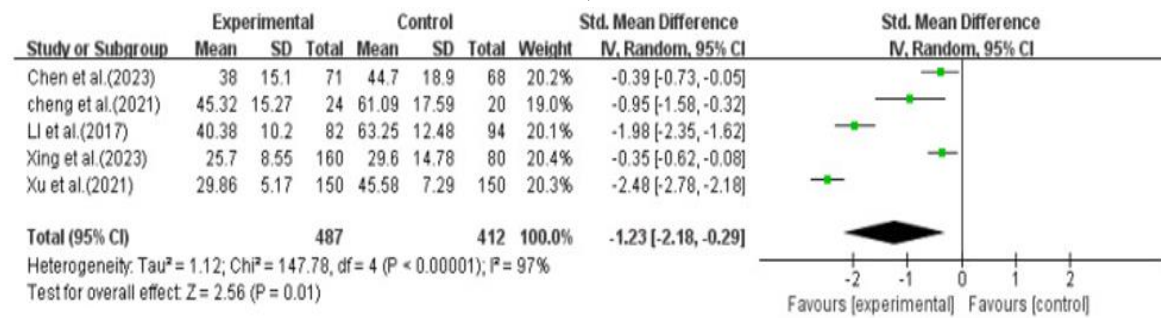 Experimental Control Std. Mean Difference Std. Mean Difference
Study or Subgroup Mean SD Total Mean SD Total Weight IV, Random, 95% CI IV, Random, 95% CI
Chen et al.(2023) 38 15.1 71 44.7 18.9 68 20.2% -0.39 [-0.73, -0.05]
cheng et al.(2021) 45.32 15.27 24 61.09 17.59 20 19.0% -0.95 [-1.58, -0.32]
LI et al.(2017) 40.38 10.2 82 63.25 12.48 94 20.1% -1.98 [-2.35, -1.62]
Xing et al.(2023) 25.7 8.55 160 29.6 14.78 80 20.4% -0.35 [-0.62, -0.08]
Xu et al.(2021) 29.86 5.17 150 45.58 7.29 150 20.3% -2.48 [-2.78, -2.18]
Total (95% CI) 487 412 100.0% -1.23 [-2.18, -0.29]
Heterogeneity: Tau² = 1.12; Chi² = 147.78, df = 4 (P < 0.00001); I² = 97%
Test for overall effect: Z = 2.56 (P = 0.01)
-2 -1 0 1 2
Favours [experimental] Favours [control]